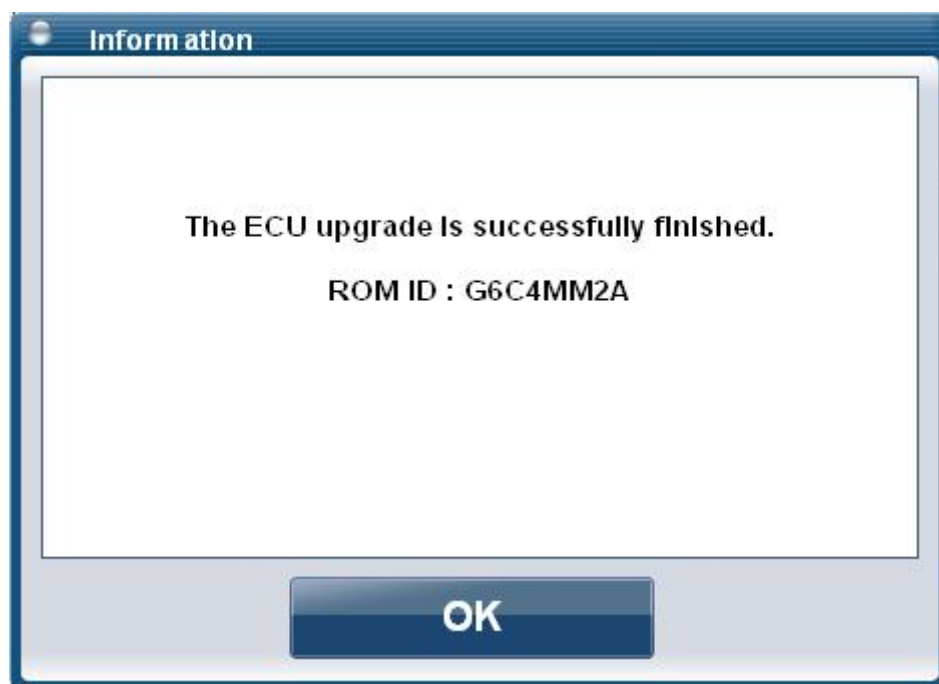 Information
The ECU upgrade is successfully finished.
ROM ID : G6C4MM2A
OK